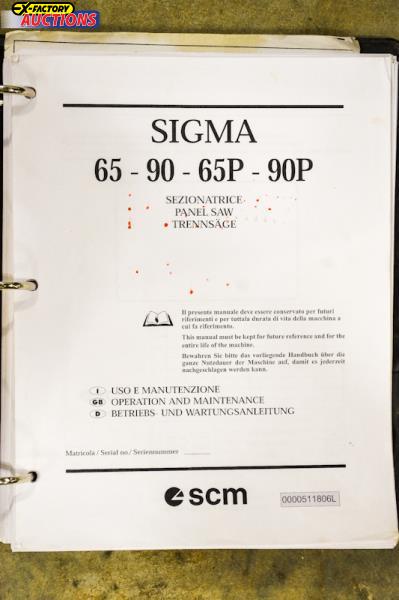 EX-FACTORY
AUCTIONS
SIGMA
65 - 90 - 65P - 90P
SEZIONATRICE
PANEL SAW
TRENNSÄGE
Il presente manuale deve essere conservato per futuri
riferimenti e per tuttala durata di vita della macchina a
cui fa riferimento.
This manual must be kept for future reference and for the
entire life of the machine.
Bewahren Sie bitte das vorliegende Handbuch über die
ganze Nutzdauer der Maschine auf, damit es jederzeit
nachgeschlagen werden kann.
I USO E MANUTENZIONE
GB OPERATION AND MAINTENANCE
D BETRIEBS- UND WARTUNGSANLEITUNG
Matricola / Serial no./ Seriennummer
scm
0000511806L